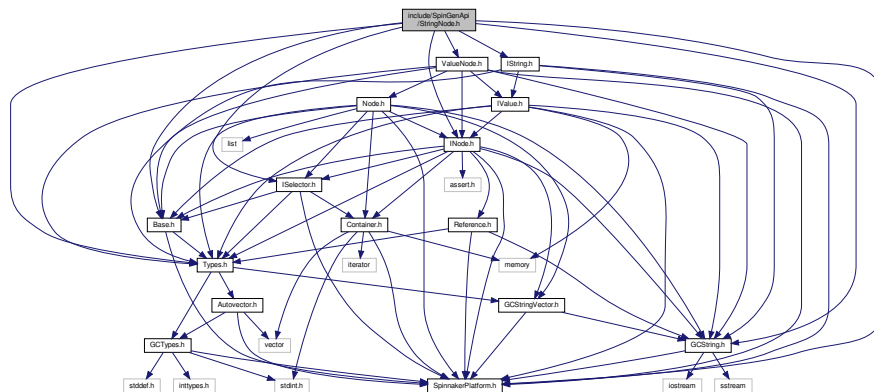 include/SpinGenApi
/StringNode.h
ValueNode.h
IString.h
Node.h
IValue.h
list
INode.h
ISelector.h
assert.h
Base.h
Container.h
Reference.h
Types.h
iterator
memory
Autovector.h
GCStringVector.h
GCTypes.h
vector
GCString.h
stddef.h
inttypes.h
stdint.h
SpinnakerPlatform.h
iostream
sstream